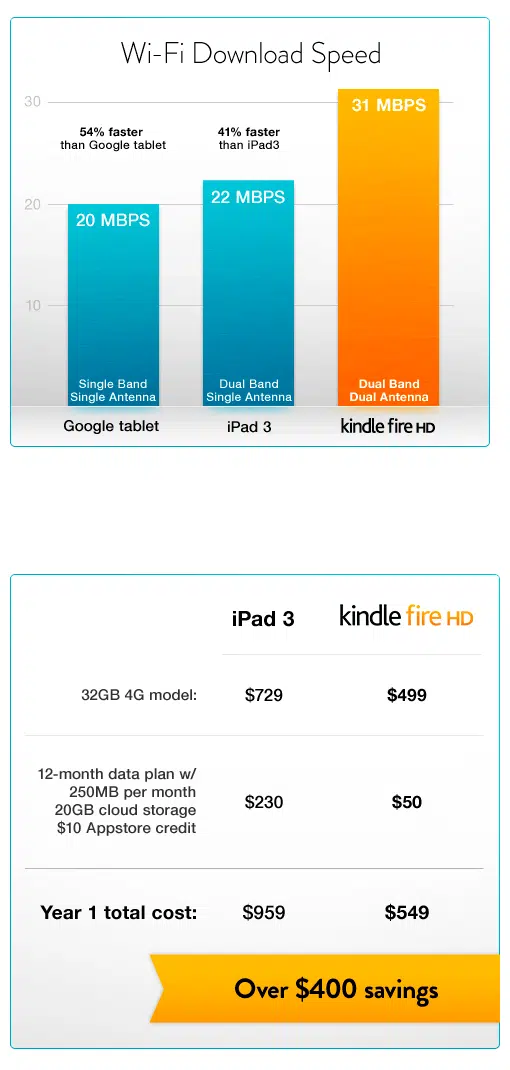 Wi-Fi Download Speed
30
20
10
54% faster
than Google tablet
41% faster
than iPad3
20 MBPS
22 MBPS
31 MBPS
Single Band
Single Antenna
Dual Band
Single Antenna
Dual Band
Dual Antenna
Google tablet
iPad 3
kindle fire HD
iPad 3
kindle fire HD
32GB 4G model:
$729
$499
12-month data plan w/
250MB per month
20GB cloud storage
$10 Appstore credit
$230
$50
Year 1 total cost:
$959
$549
Over $400 savings